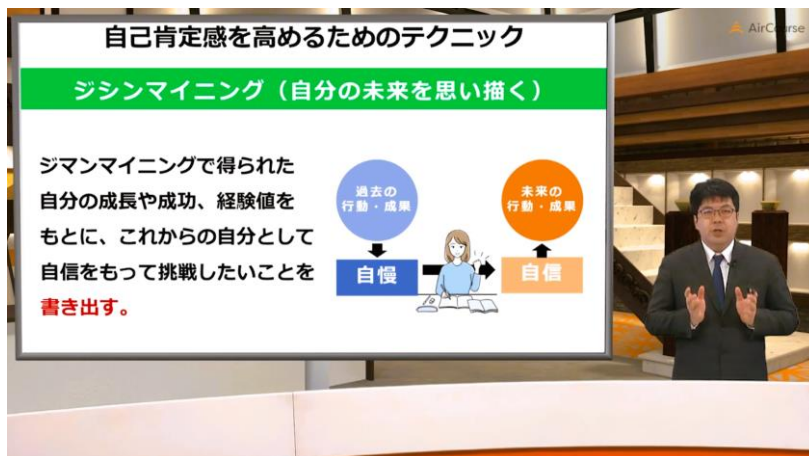 自己肯定感を高めるためのテクニック
AirCourse
ジシンマイニング（自分の未来を思い描く）
ジマンマイニングで得られた
自分の成長や成功、経験値を
もとに、これからの自分として
自信をもって挑戦したいことを
書き出す。
過去の
行動・成果
未来の
行動・成果
自慢
自信